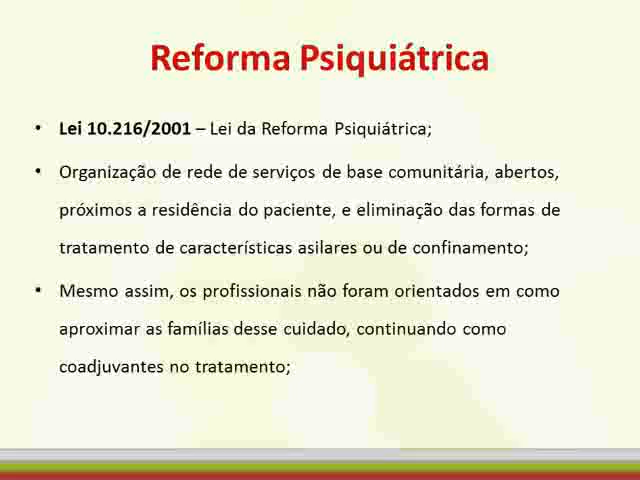 Reforma Psiquiátrica
• Lei 10.216/2001 – Lei da Reforma Psiquiátrica;
• Organização de rede de serviços de base comunitária, abertos,
próximos a residência do paciente, e eliminação das formas de
tratamento de características asilares ou de confinamento;
• Mesmo assim, os profissionais não foram orientados em como
aproximar as famílias desse cuidado, continuando como
coadjuvantes no tratamento;